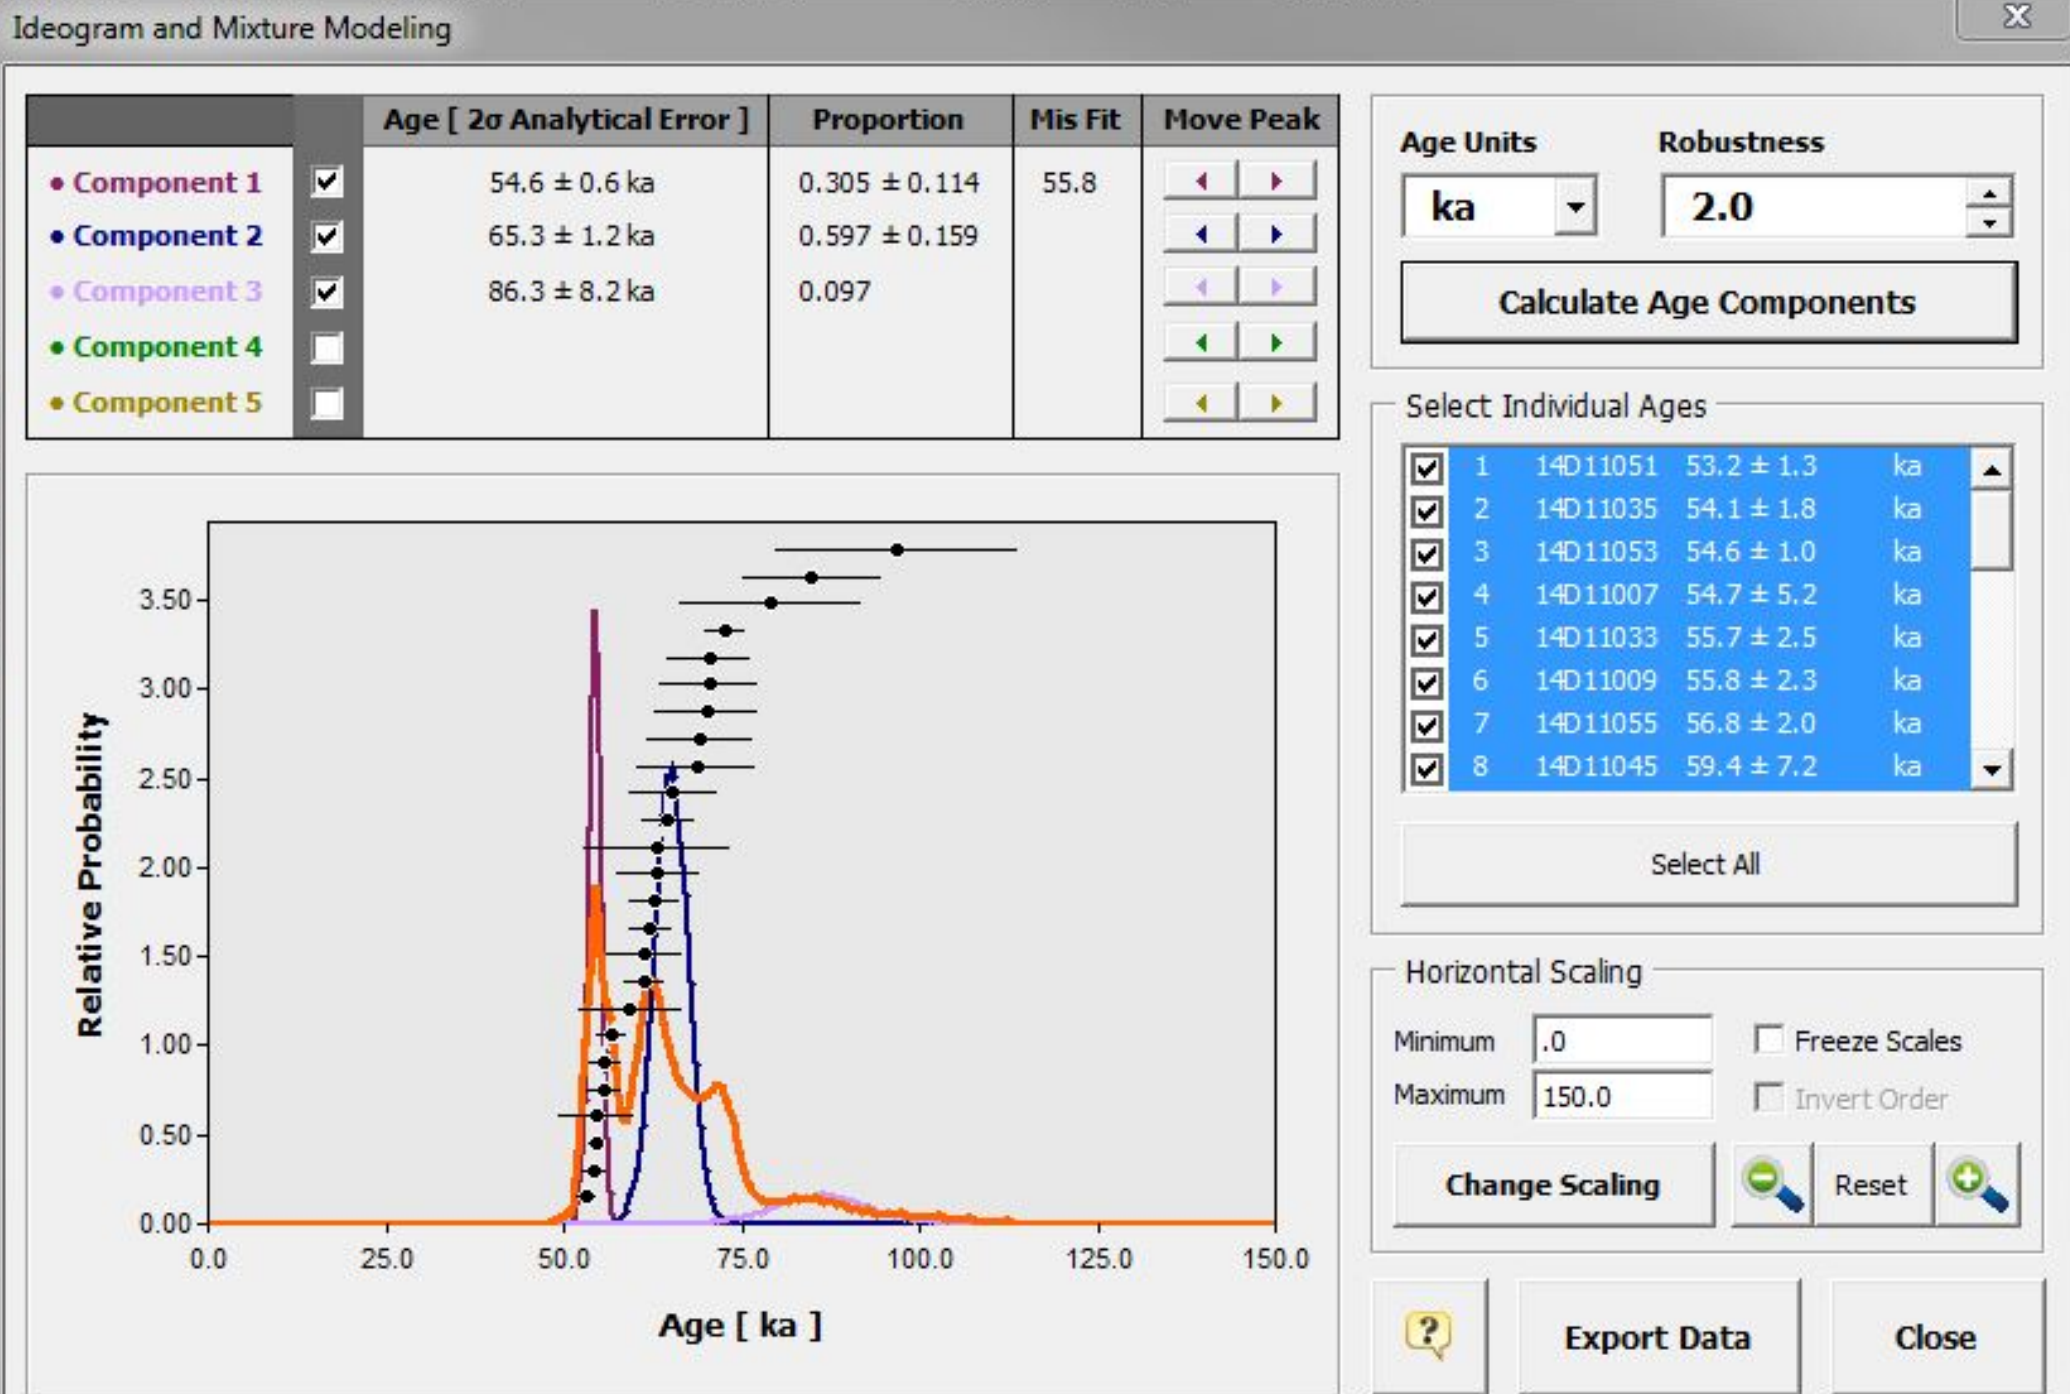 Ideogram and Mixture Modeling
x
Age [ 2σ Analytical Error ] Proportion Mis Fit Move Peak
• Component 1 54.6 ± 0.6 ka 0.305 ± 0.114 55.8
• Component 2 65.3 ± 1.2 ka 0.597 ± 0.159
• Component 3 86.3 ± 8.2 ka 0.097
• Component 4
• Component 5
Age Units Robustness
ka 2.0
Calculate Age Components
Select Individual Ages
1 14D11051 53.2 ± 1.3 ka
2 14D11035 54.1 ± 1.8 ka
3 14D11053 54.6 ± 1.0 ka
4 14D11007 54.7 ± 5.2 ka
5 14D11033 55.7 ± 2.5 ka
6 14D11009 55.8 ± 2.3 ka
7 14D11055 56.8 ± 2.0 ka
8 14D11045 59.4 ± 7.2 ka
Select All
Horizontal Scaling
Minimum .0 Freeze Scales
Maximum 150.0 Invert Order
Change Scaling Reset
? Export Data Close
Relative Probability
3.50
3.00
2.50
2.00
1.50
1.00
0.50
0.00
0.0 25.0 50.0 75.0 100.0 125.0 150.0
Age [ ka ]